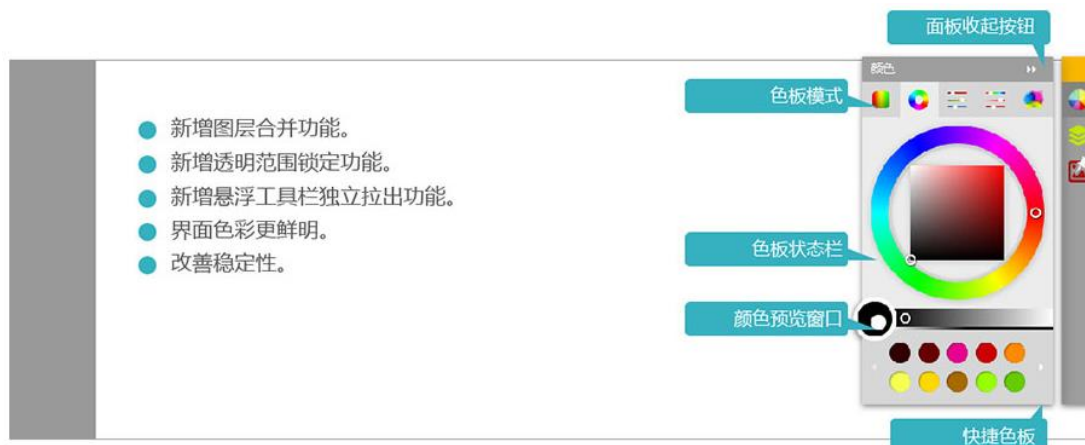 面板收起按钮
颜色
色板模式
新增图层合并功能。
新增透明范围锁定功能。
新增悬浮工具栏独立拉出功能。
界面色彩更鲜明。
改善稳定性。
色板状态栏
颜色预览窗口
快捷色板